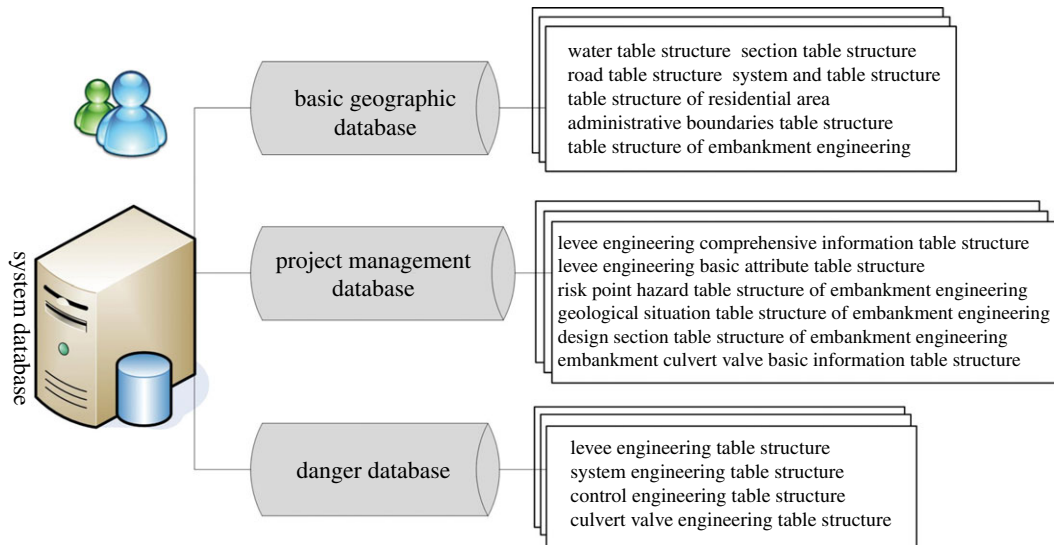 system database
basic geographic
database
water table structure section table structure
road table structure system and table structure
table structure of residential area
administrative boundaries table structure
table structure of embankment engineering
project management
database
levee engineering comprehensive information table structure
levee engineering basic attribute table structure
risk point hazard table structure of embankment engineering
geological situation table structure of embankment engineering
design section table structure of embankment engineering
embankment culvert valve basic information table structure
danger database
levee engineering table structure
system engineering table structure
control engineering table structure
culvert valve engineering table structure